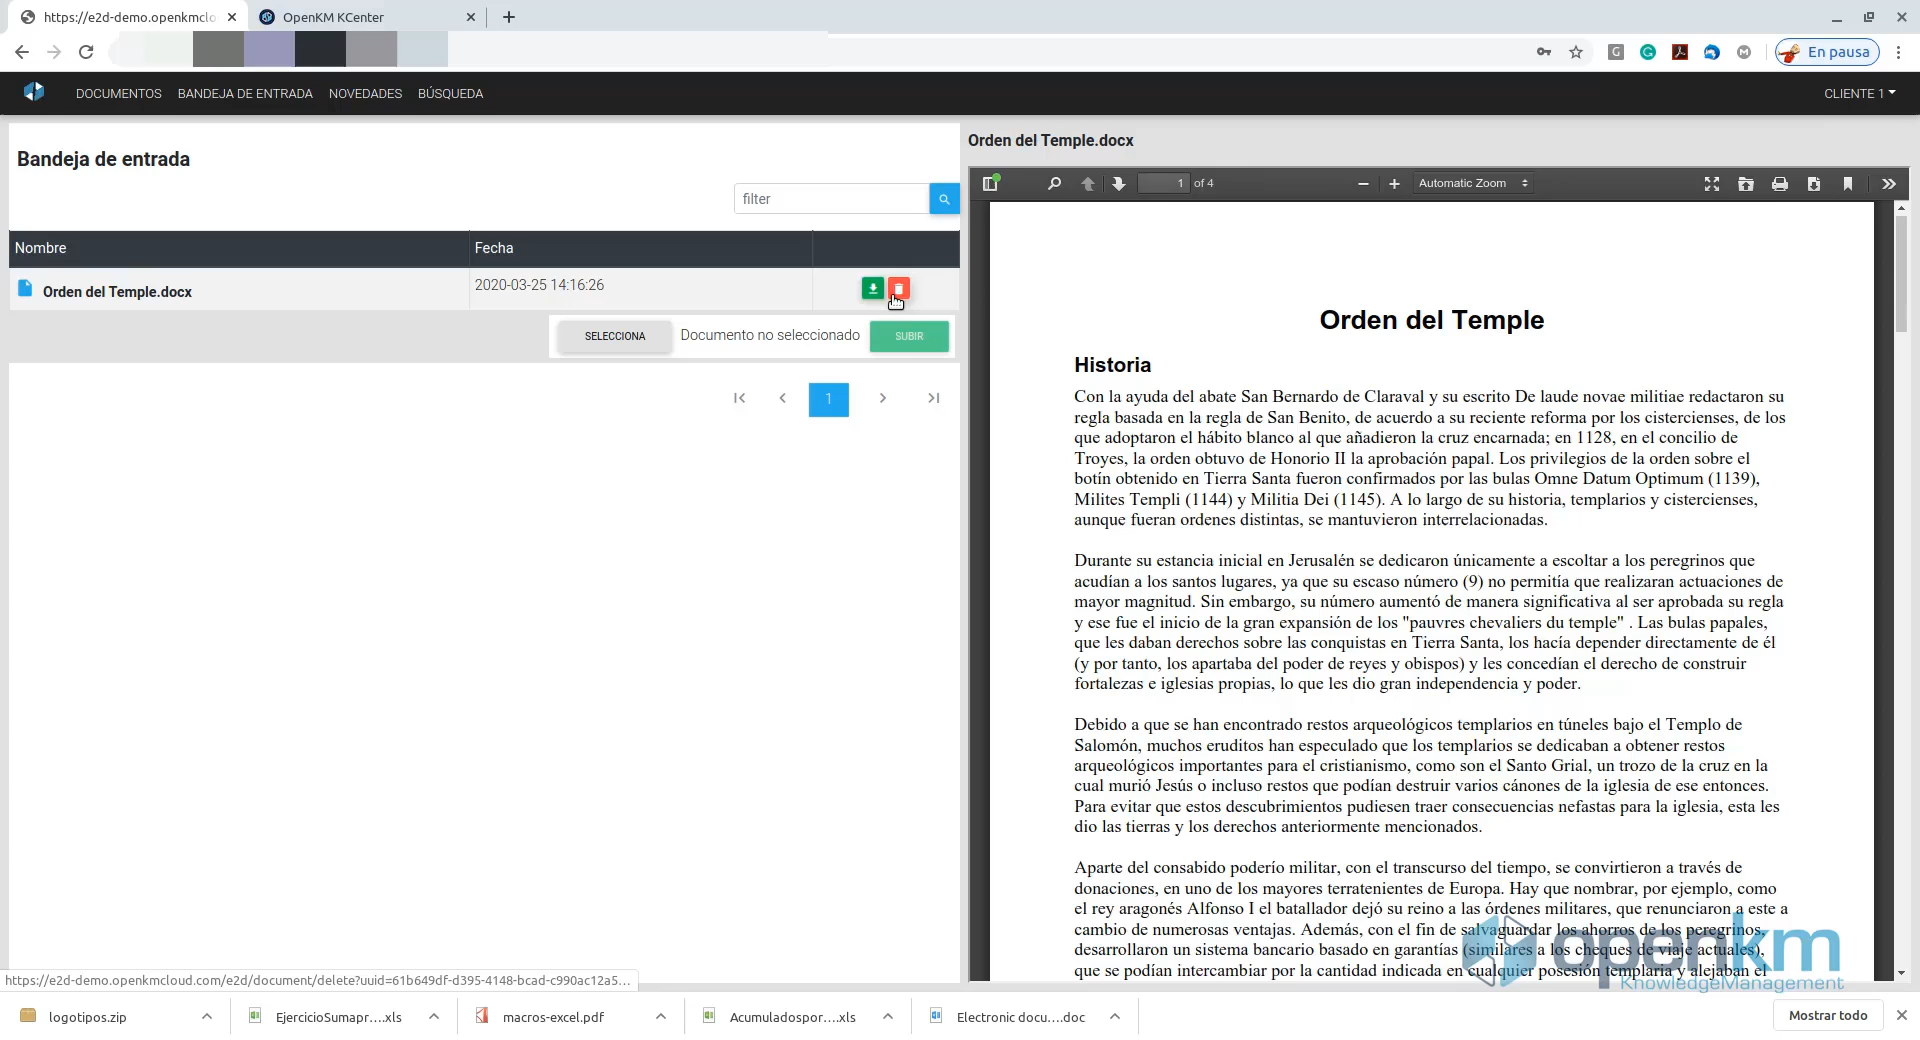 https://e2d-demo.openkmclo
OpenKM KCenter
En pausa
DOCUMENTOS BANDEJA DE ENTRADA NOVEDADES BÚSQUEDA
CLIENTE 1
Bandeja de entrada
filter
Nombre Fecha
Orden del Temple.docx 2020-03-25 14:16:26
SELECCIONA Documento no seleccionado SUBIR
1
Orden del Temple.docx
1 of 4 Automatic Zoom
Orden del Temple
Historia
Con la ayuda del abate San Bernardo de Claraval y su escrito De laude novae militiae redactaron su
regla basada en la regla de San Benito, de acuerdo a su reciente reforma por los cistercienses, de los
que adoptaron el hábito blanco al que añadieron la cruz encarnada; en 1128, en el concilio de
Troyes, la orden obtuvo de Honorio II la aprobación papal. Los privilegios de la orden sobre el
botín obtenido en Tierra Santa fueron confirmados por las bulas Omne Datum Optimum (1139),
Milites Templi (1144) y Militia Dei (1145). A lo largo de su historia, templarios y cistercienses,
aunque fueran ordenes distintas, se mantuvieron interrelacionadas.
Durante su estancia inicial en Jerusalén se dedicaron únicamente a escoltar a los peregrinos que
acudían a los santos lugares, ya que su escaso número (9) no permitía que realizaran actuaciones de
mayor magnitud. Sin embargo, su número aumentó de manera significativa al ser aprobada su regla
y ese fue el inicio de la gran expansión de los "pauvres chevaliers du temple" . Las bulas papales,
que les daban derechos sobre las conquistas en Tierra Santa, los hacía depender directamente de él
(y por tanto, los apartaba del poder de reyes y obispos) y les concedían el derecho de construir
fortalezas e iglesias propias, lo que les dio gran independencia y poder.
Debido a que se han encontrado restos arqueológicos templarios en túneles bajo el Templo de
Salomón, muchos eruditos han especulado que los templarios se dedicaban a obtener restos
arqueológicos importantes para el cristianismo, como son el Santo Grial, un trozo de la cruz en la
cual murió Jesús o incluso restos que podían destruir varios cánones de la iglesia de ese entonces.
Para evitar que estos descubrimientos pudiesen traer consecuencias nefastas para la iglesia, esta les
dio las tierras y los derechos anteriormente mencionados.
Aparte del consabido poderío militar, con el transcurso del tiempo, se convirtieron a través de
donaciones, en uno de los mayores terratenientes de Europa. Hay que nombrar, por ejemplo, como
el rey aragonés Alfonso I el batallador dejó su reino a las órdenes militares, que renunciaron a este a
cambio de numerosas ventajas. Además, con el fin de salvaguardar los ahorros de los peregrinos,
desarrollaron un sistema bancario basado en garantías (similares a los cheques de viaje actuales),
que se podían intercambiar por la cantidad indicada en cualquier posesión templaria y alejaban el
openkm
KnowledgeManagement
https://e2d-demo.openkmcloud.com/e2d/document/delete?uuid=61b649df-d395-4148-bcad-c990ac12a5...
logotipos.zip
EjercicioSumapr....xls
macros-excel.pdf
Acumuladospor....xls
Electronic docu....doc
Mostrar todo